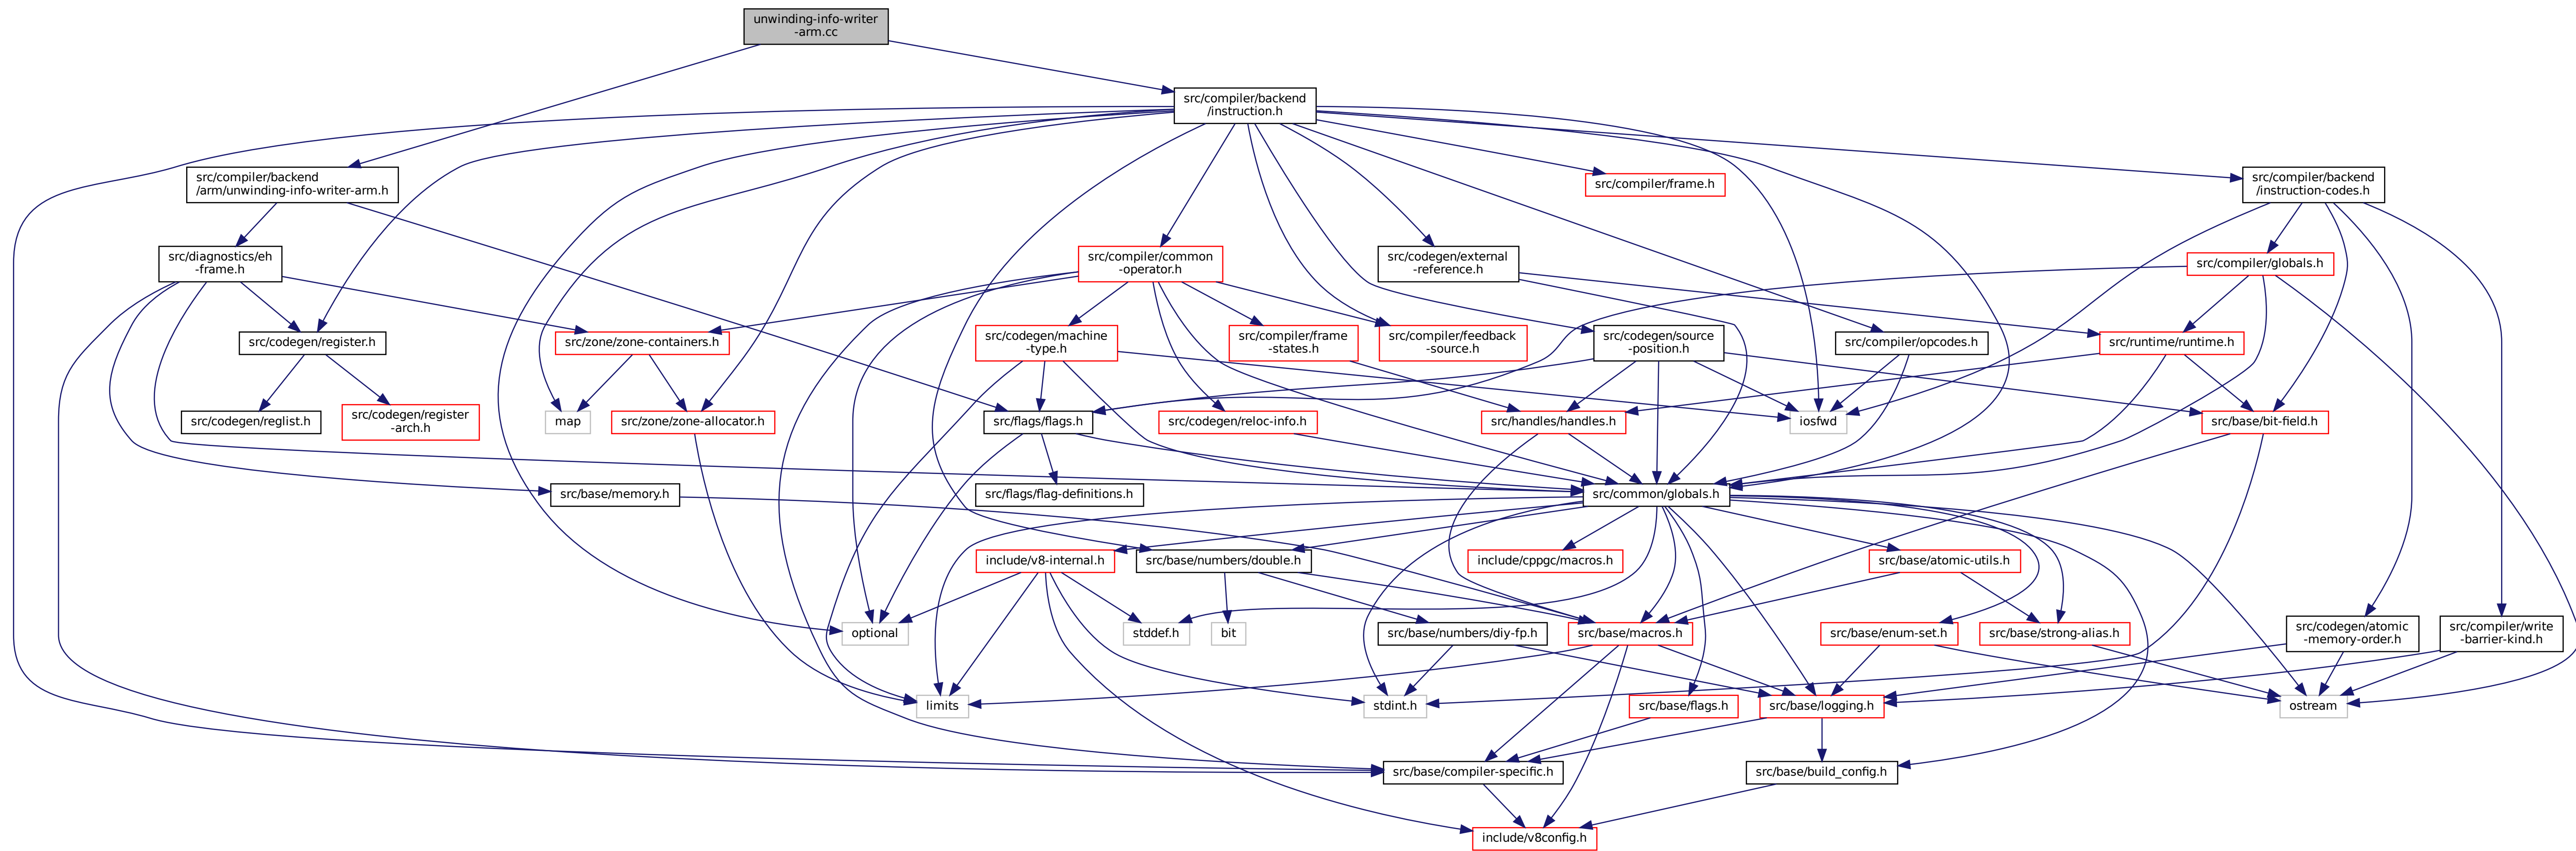 unwinding-info-writer
-arm.cc
src/compiler/backend
/instruction.h
src/compiler/backend
/arm/unwinding-info-writer-arm.h
src/compiler/frame.h
src/compiler/backend
/instruction-codes.h
src/diagnostics/eh
-frame.h
src/compiler/common
-operator.h
src/codegen/external
-reference.h
src/compiler/globals.h
src/codegen/register.h
src/zone/zone-containers.h
src/codegen/machine
-type.h
src/compiler/frame
-states.h
src/compiler/feedback
-source.h
src/codegen/source
-position.h
src/compiler/opcodes.h
src/runtime/runtime.h
src/codegen/reglist.h
src/codegen/register
-arch.h
map
src/zone/zone-allocator.h
src/flags/flags.h
src/codegen/reloc-info.h
src/handles/handles.h
iosfwd
src/base/bit-field.h
src/base/memory.h
src/flags/flag-definitions.h
src/common/globals.h
include/v8-internal.h
src/base/numbers/double.h
include/cppgc/macros.h
src/base/atomic-utils.h
optional
stddef.h
bit
src/base/numbers/diy-fp.h
src/base/macros.h
src/base/enum-set.h
src/base/strong-alias.h
src/codegen/atomic
-memory-order.h
src/compiler/write
-barrier-kind.h
limits
stdint.h
src/base/flags.h
src/base/logging.h
ostream
src/base/compiler-specific.h
src/base/build_config.h
include/v8config.h